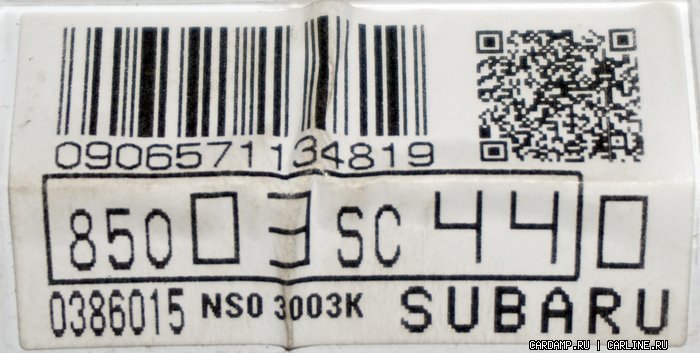 0906571134819
850 0 3 SC 44 0
0386015 NS0 3003K SUBARU
CARDAMP.RU | CARLINE.RU